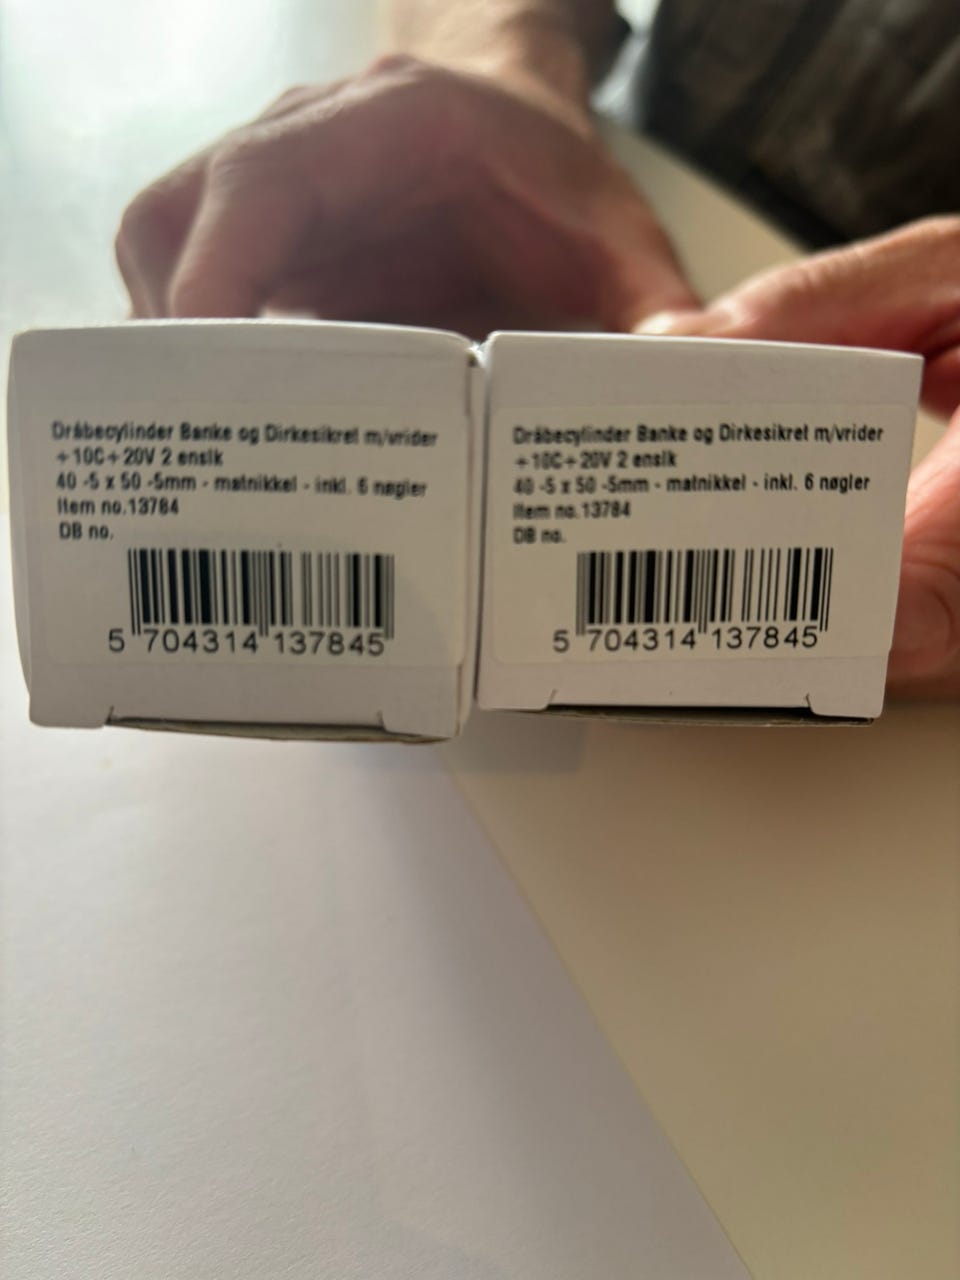 Dråbecylinder Banke og Dirkesikret m/vrider
+10C+20V 2 enslk
40 -5 x 50 -5mm - matnikkel - inkl. 6 nøgler
Item no.13784
DB no.
5 704314 137845
Dråbecylinder Banke og Dirkesikret m/vrider
+10C+20V 2 enslk
40 -5 x 50 -5mm - matnikkel - inkl. 6 nøgler
Item no.13784
DB no.
5 704314 137845